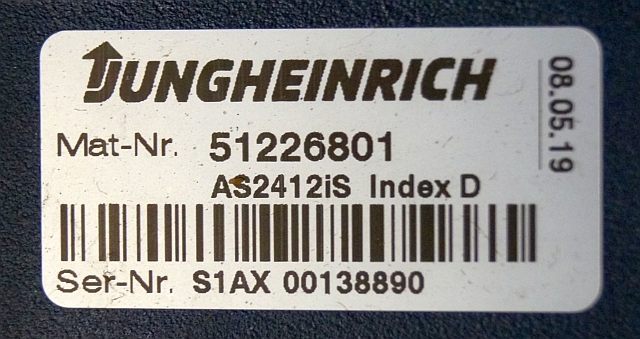 JUNGHEINRICH
08.05.19
Mat-Nr. 51226801
AS2412iS Index D
Ser-Nr. S1AX 00138890